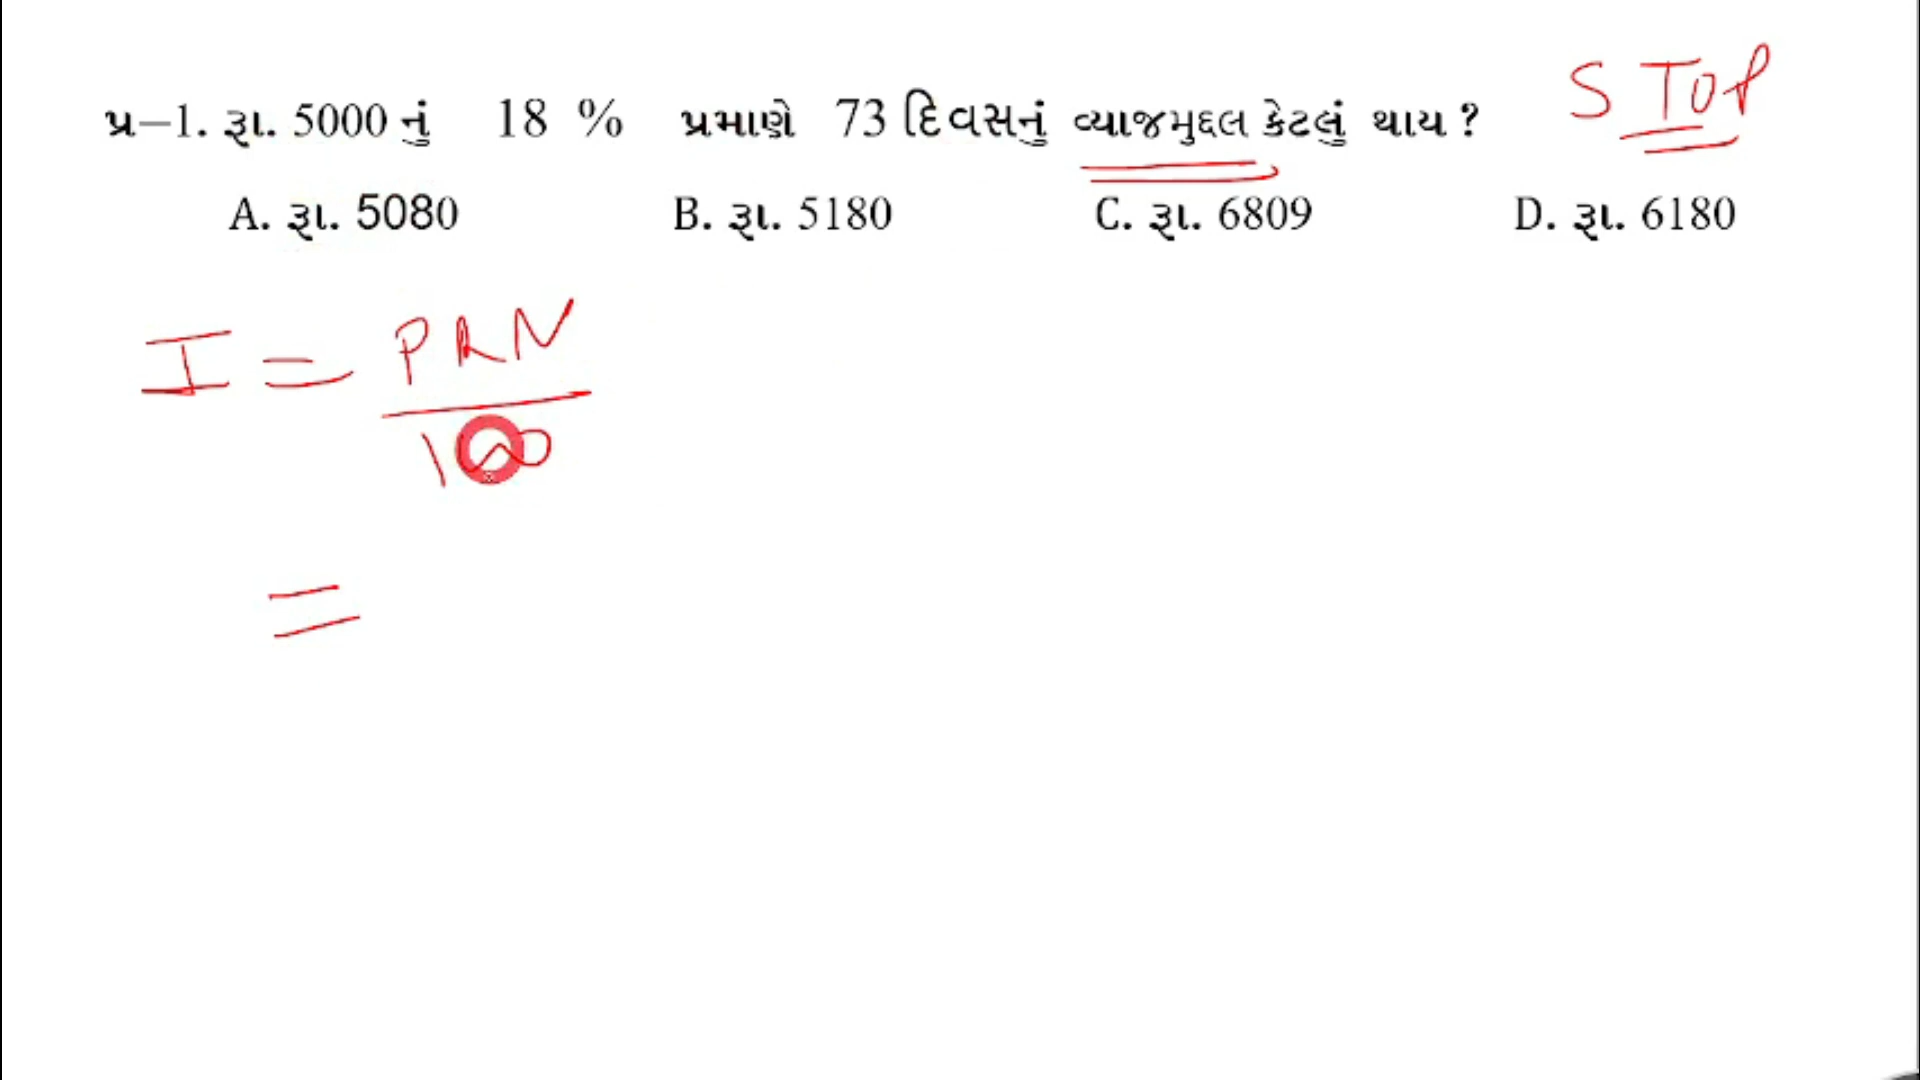 પ્ર–1. રૂા. 5000 નું 18 % પ્રમાણે 73 દિવસનું વ્યાજમુદ્દલ કેટલું થાય ?
STOP
A. રૂા. 5080 B. રૂા. 5180 C. રૂા. 6809 D. રૂા. 6180
I = PRN
100
=